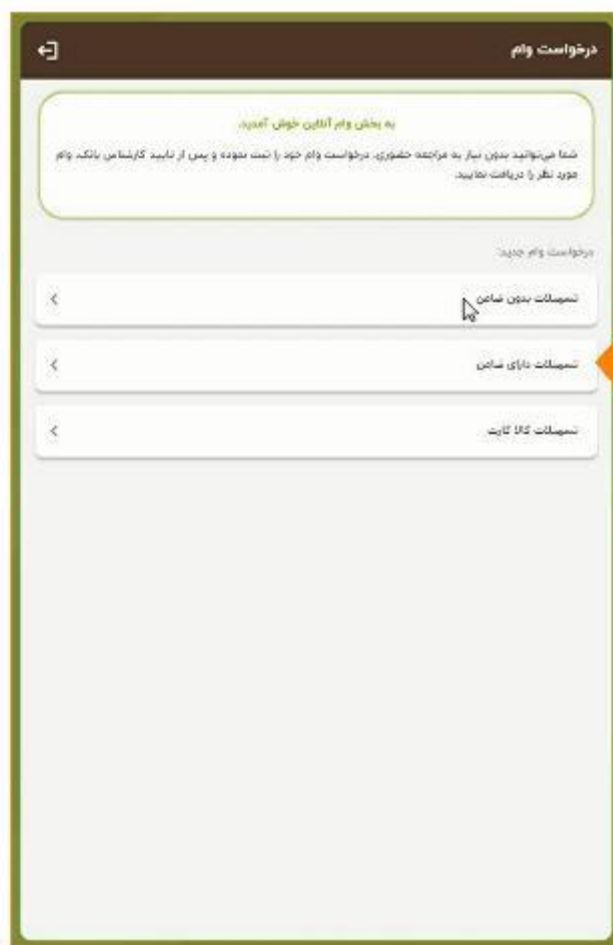 درخواست وام
به بخش وام آنلاین خوش آمدید.
شما می‌توانید بدون نیاز به مراجعه حضوری، درخواست وام خود را ثبت نموده و پس از تایید کارشناس بانک، وام
مورد نظر را دریافت نمایید.
درخواست وام جدید:
تسهیلات بدون ضامن
تسهیلات دارای ضامن
تسهیلات کالا کارت